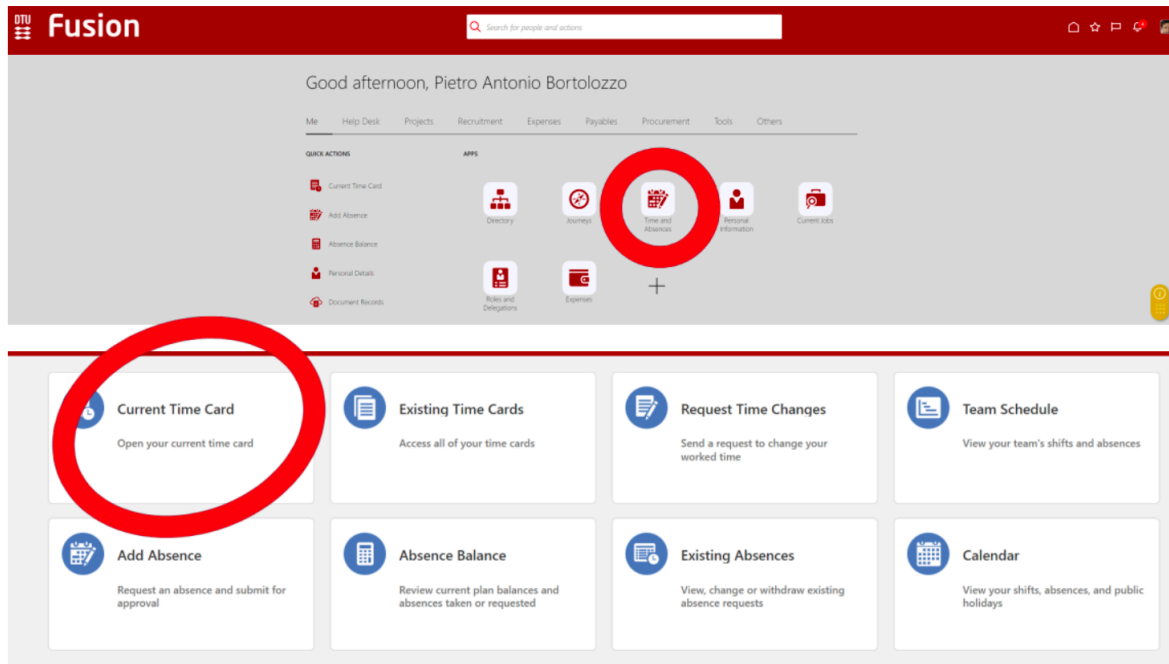 DTU Fusion
Search for people and actions
Good afternoon, Pietro Antonio Bortolozzo
Me Help Desk Projects Recruitment Expenses Payables Procurement Tools Others
QUICK ACTIONS
APPS
Current Time Card
Add Absence
Absence Balance
Personal Details
Document Records
Directory
Journeys
Time and
Absences
Personal
Information
Current Jobs
Roles and
Delegations
Expenses
Current Time Card
Open your current time card
Existing Time Cards
Access all of your time cards
Request Time Changes
Send a request to change your
worked time
Team Schedule
View your team's shifts and absences
Add Absence
Request an absence and submit for
approval
Absence Balance
Review current plan balances and
absences taken or requested
Existing Absences
View, change or withdraw existing
absence requests
Calendar
View your shifts, absences, and public
holidays